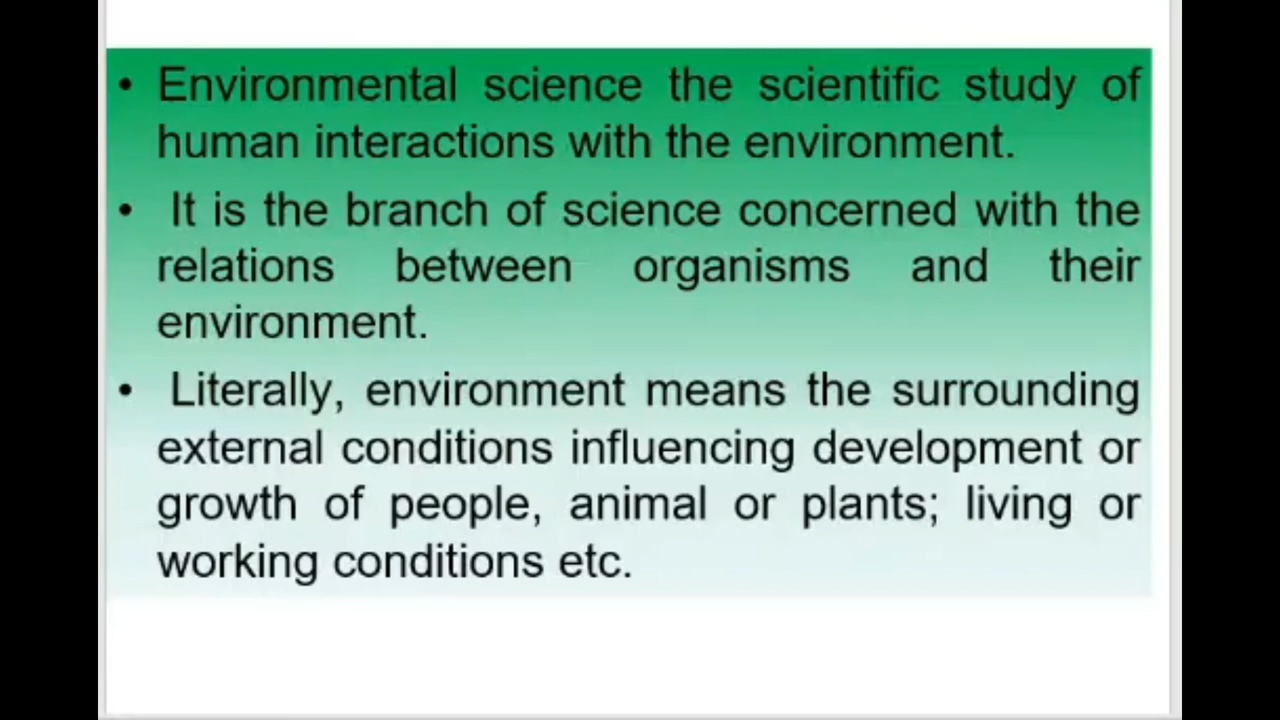 • Environmental science the scientific study of
human interactions with the environment.
• It is the branch of science concerned with the
relations between organisms and their
environment.
• Literally, environment means the surrounding
external conditions influencing development or
growth of people, animal or plants; living or
working conditions etc.